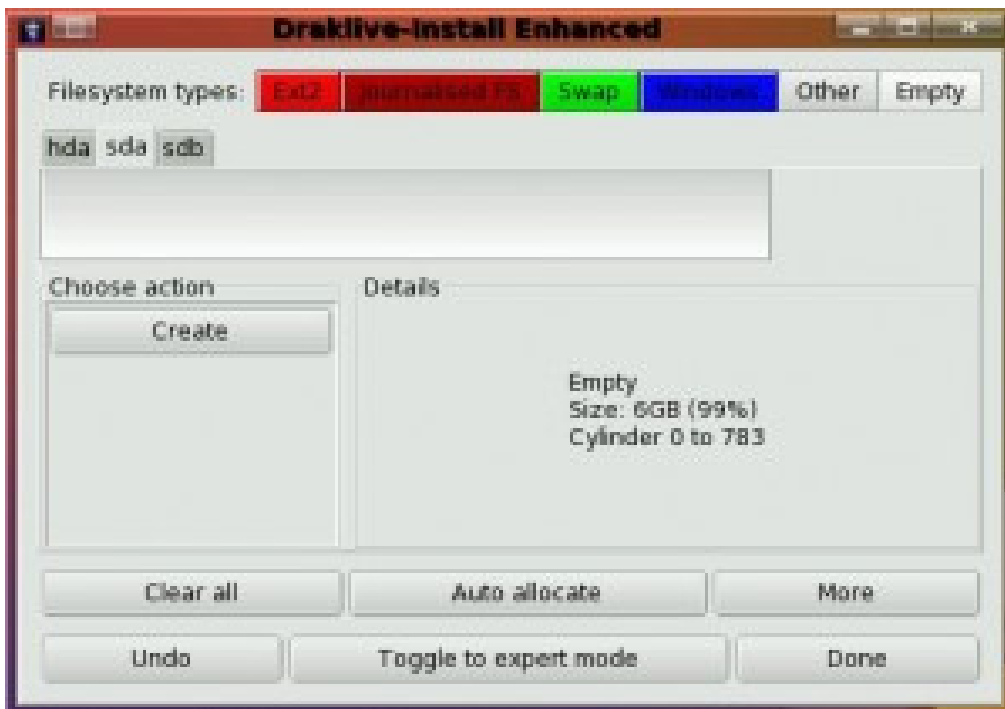 Draklive-Install Enhanced
Filesystem types: Ext2 Journalised FS Swap Windows Other Empty
hda sda sdb
Choose action Details
Create
Empty
Size: 6GB (99%)
Cylinder 0 to 783
Clear all Auto allocate More
Undo Toggle to expert mode Done